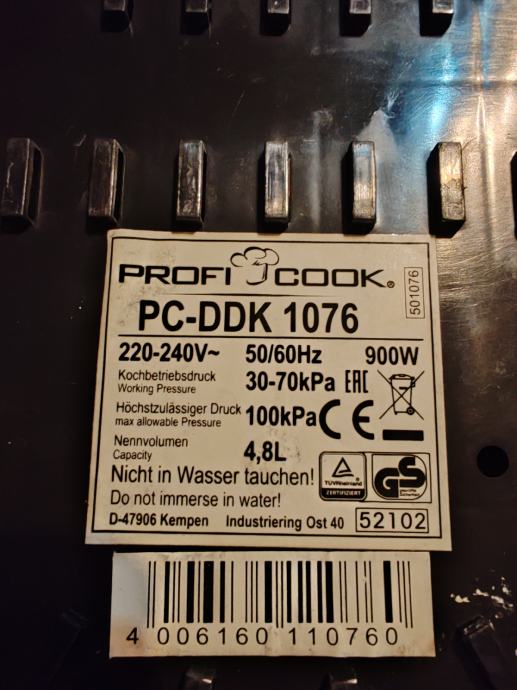 PROFI COOK®
501076
PC-DDK 1076
220-240V~ 50/60Hz 900W
Kochbetriebsdruck
Working Pressure
30-70kPa EAC
Höchstzulässiger Druck
max allowable Pressure
100kPa CE
Nennvolumen
Capacity
4,8L
Nicht in Wasser tauchen!
Do not immerse in water!
TÜVRheinland
ZERTIFIZIERT
GS
geprüfte
Sicherheit
D-47906 Kempen Industriering Ost 40 52102
4 006160 110760